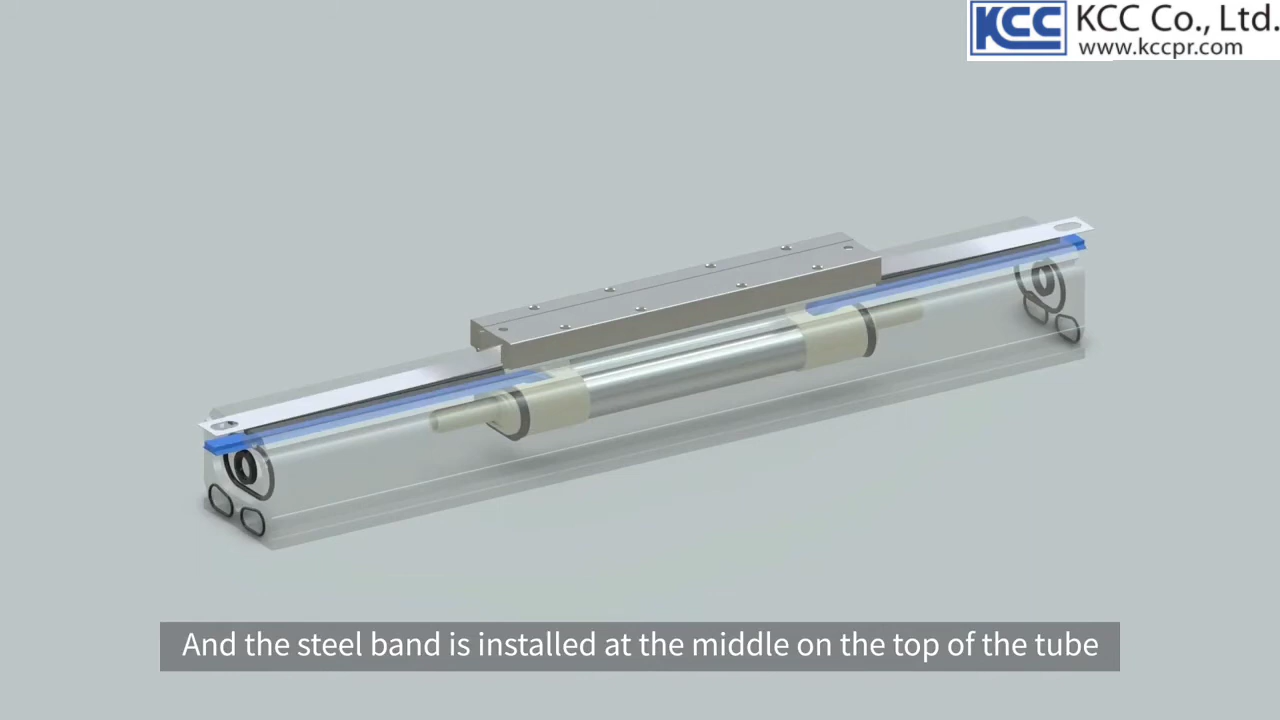 KCC
KCC Co., Ltd.
www.kccpr.com
And the steel band is installed at the middle on the top of the tube